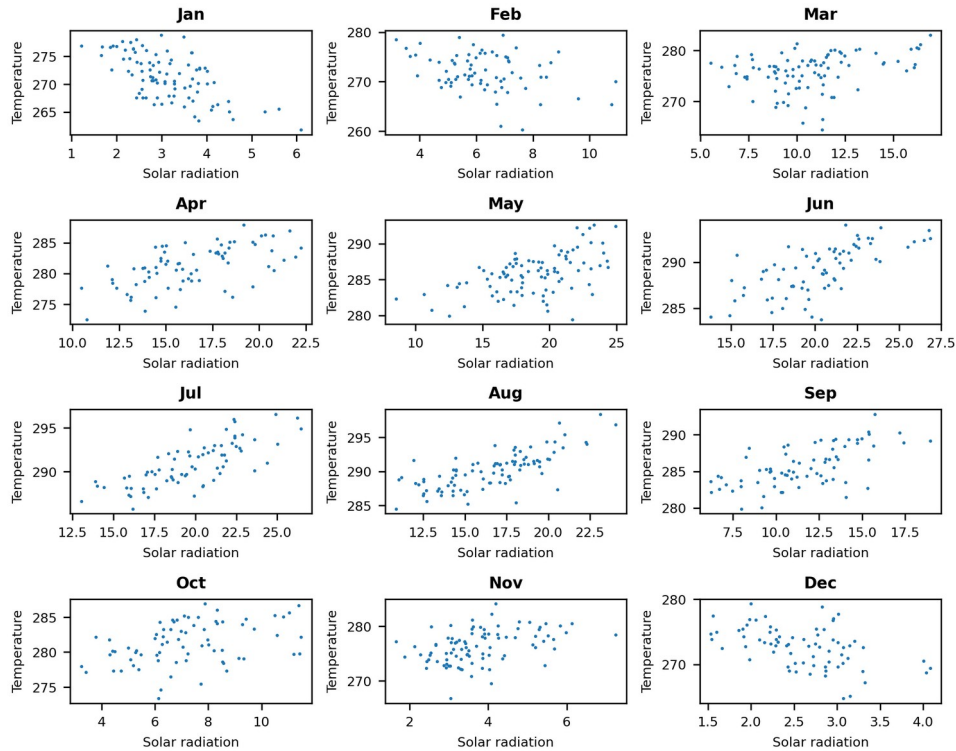 Jan Feb Mar
Temperature 275 270 265
1 2 3 4 5 6
Solar radiation
Temperature 280 270 260
4 6 8 10
Solar radiation
Temperature 280 270
5.0 7.5 10.0 12.5 15.0
Solar radiation
Apr May Jun
Temperature 285 280 275
10.0 12.5 15.0 17.5 20.0 22.5
Solar radiation
Temperature 290 285 280
10 15 20 25
Solar radiation
Temperature 290 285
15.0 17.5 20.0 22.5 25.0 27.5
Solar radiation
Jul Aug Sep
Temperature 295 290
12.5 15.0 17.5 20.0 22.5 25.0
Solar radiation
Temperature 295 290 285
12.5 15.0 17.5 20.0 22.5
Solar radiation
Temperature 290 285 280
7.5 10.0 12.5 15.0 17.5
Solar radiation
Oct Nov Dec
Temperature 285 280 275
4 6 8 10
Solar radiation
Temperature 280 270
2 4 6
Solar radiation
Temperature 280 270
1.5 2.0 2.5 3.0 3.5 4.0
Solar radiation